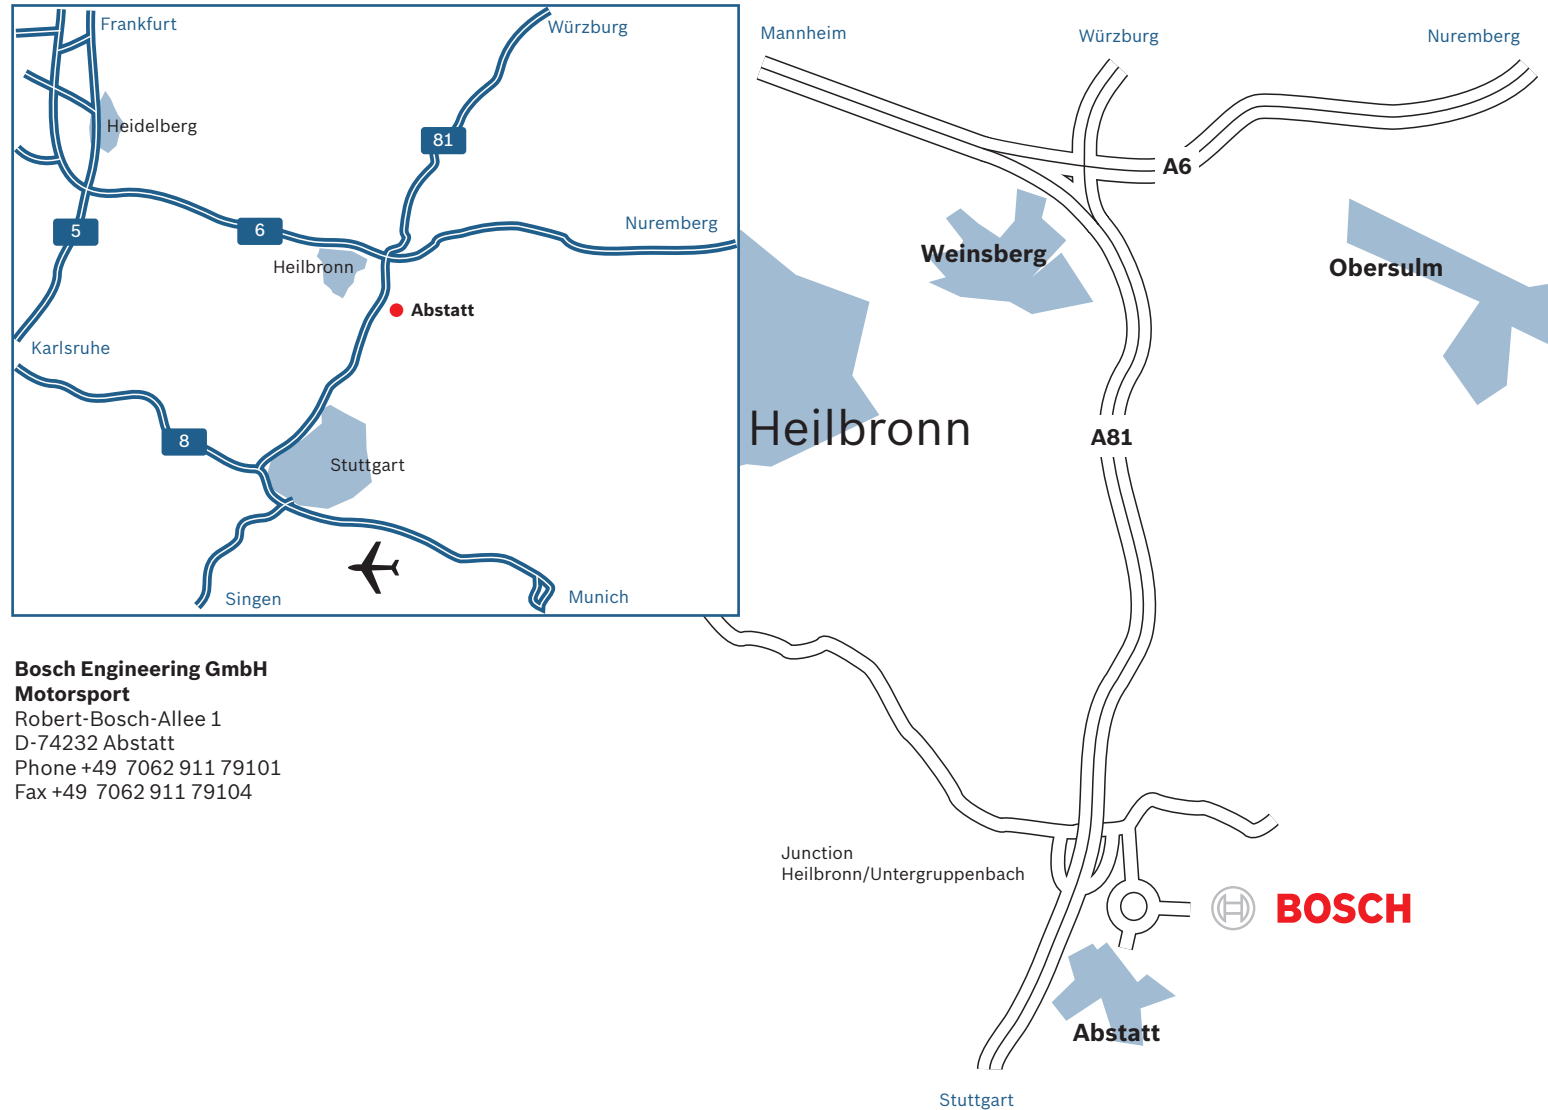 Frankfurt
Würzburg
Heidelberg
81
5
6
Nuremberg
Heilbronn
Abstatt
Karlsruhe
8
Stuttgart
Singen
Munich
Mannheim
Würzburg
Nuremberg
A6
Weinsberg
Obersulm
Heilbronn
A81
Junction
Heilbronn/Untergruppenbach
BOSCH
Abstatt
Stuttgart
Bosch Engineering GmbH
Motorsport
Robert-Bosch-Allee 1
D-74232 Abstatt
Phone +49 7062 911 79101
Fax +49 7062 911 79104